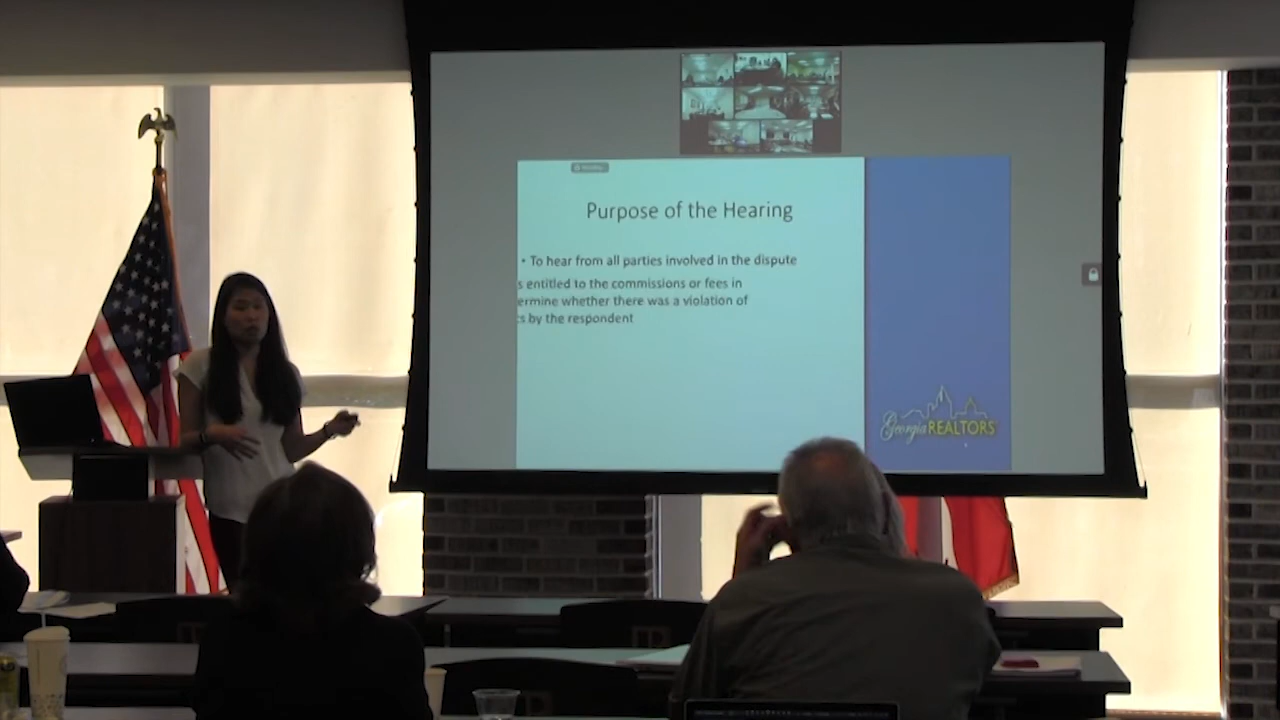 Purpose of the Hearing
• To hear from all parties involved in the dispute
s entitled to the commissions or fees in
ermine whether there was a violation of
s by the respondent
Georgia REALTORS